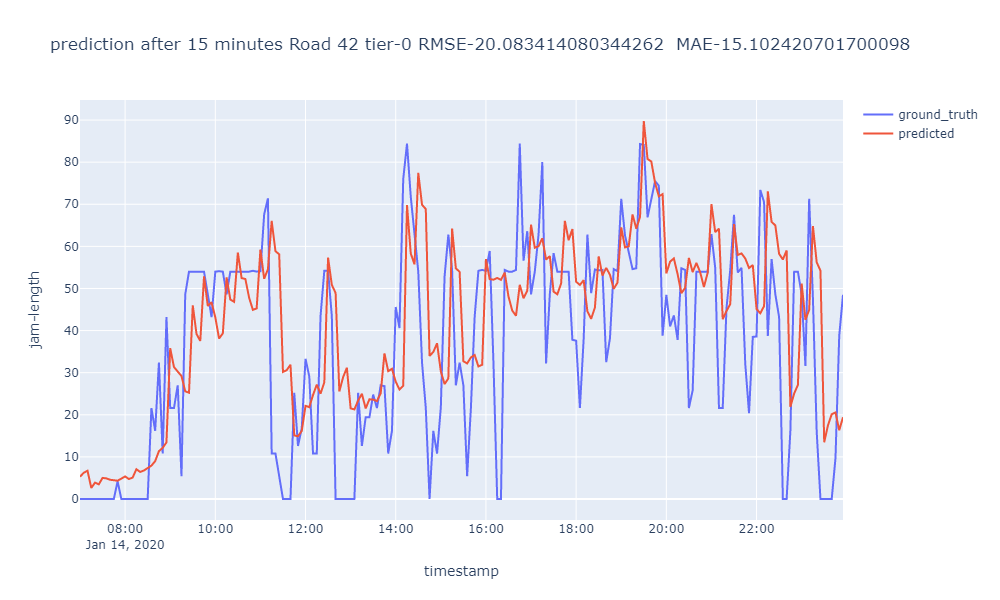 prediction after 15 minutes Road 42 tier-0 RMSE-20.083414080344262  MAE-15.102420701700098
ground_truth
predicted
90
80
70
60
50
40
30
20
10
0
jam-length
08:00 10:00 12:00 14:00 16:00 18:00 20:00 22:00
Jan 14, 2020
timestamp